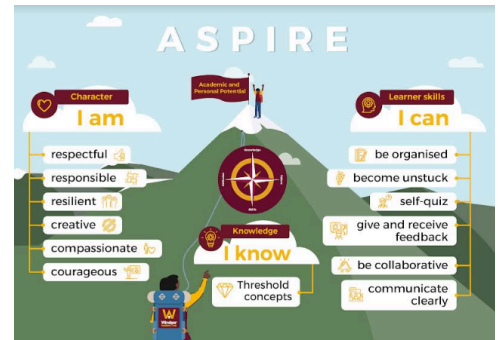 ASPIRE
Academic and
Personal Potential
Character
I am
respectful
responsible
resilient
creative
compassionate
courageous
Knowledge
I know
Threshold
concepts
Learner skills
I can
be organised
become unstuck
self-quiz
give and receive
feedback
be collaborative
communicate
clearly